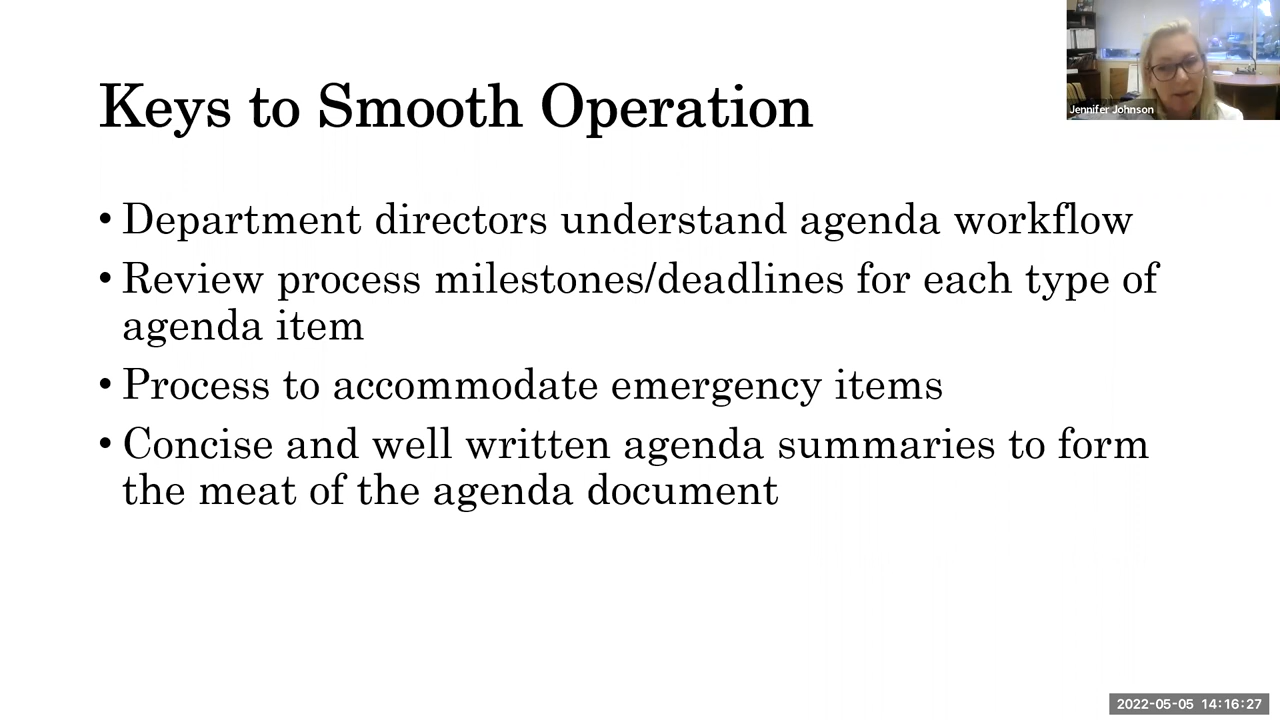 Keys to Smooth Operation
Jennifer Johnson
• Department directors understand agenda workflow
• Review process milestones/deadlines for each type of
agenda item
• Process to accommodate emergency items
• Concise and well written agenda summaries to form
the meat of the agenda document
2022-05-05 14:16:27